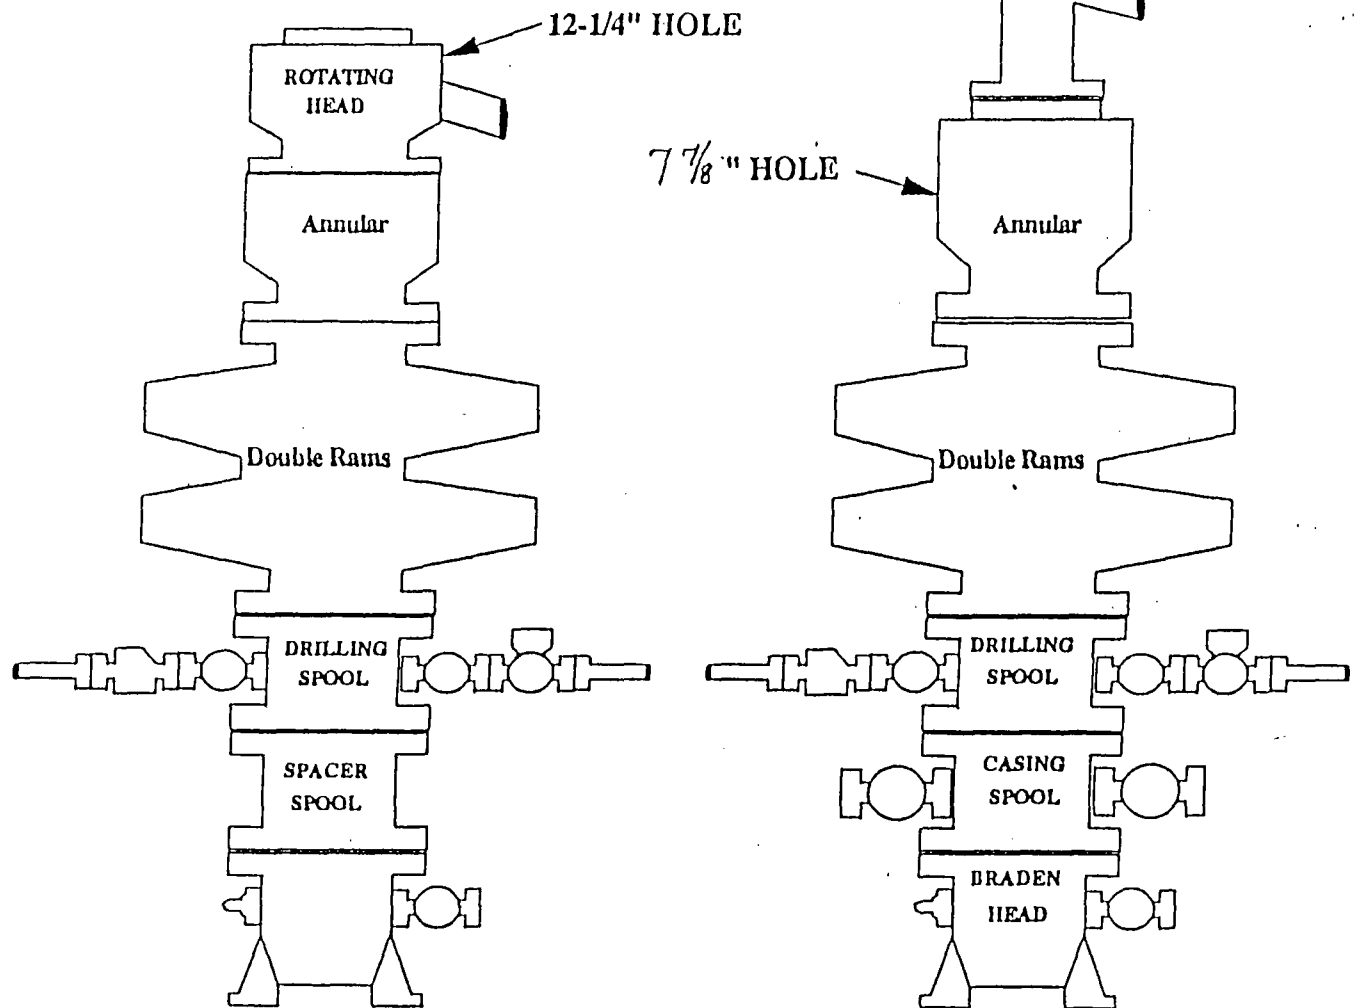 12-1/4" HOLE
ROTATING
HEAD
Annular
Double Rams
DRILLING
SPOOL
SPACER
SPOOL
7 7/8 " HOLE
Annular
Double Rams
DRILLING
SPOOL
CASING
SPOOL
BRADEN
HEAD